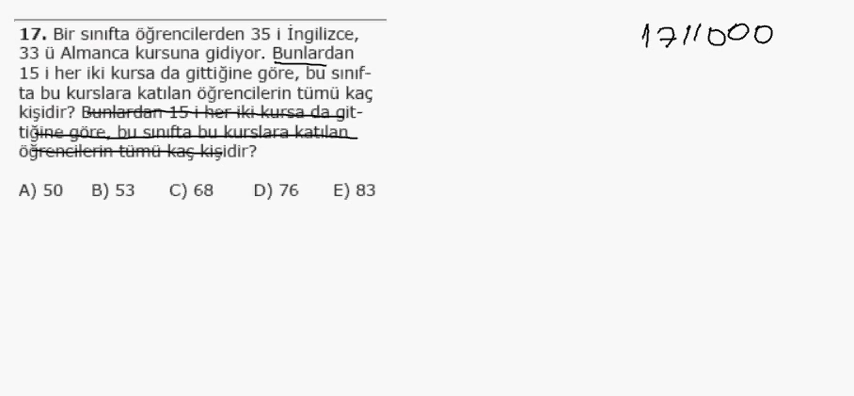 17. Bir sınıfta öğrencilerden 35 i İngilizce,
33 ü Almanca kursuna gidiyor. Bunlardan
15 i her iki kursa da gittiğine göre, bu sınıf-
ta bu kurslara katılan öğrencilerin tümü kaç
kişidir? Bunlardan 15 i her iki kursa da git-
tiğine göre, bu sınıfta bu kurslara katılan
öğrencilerin tümü kaç kişidir?
A) 50 B) 53 C) 68 D) 76 E) 83
1711000